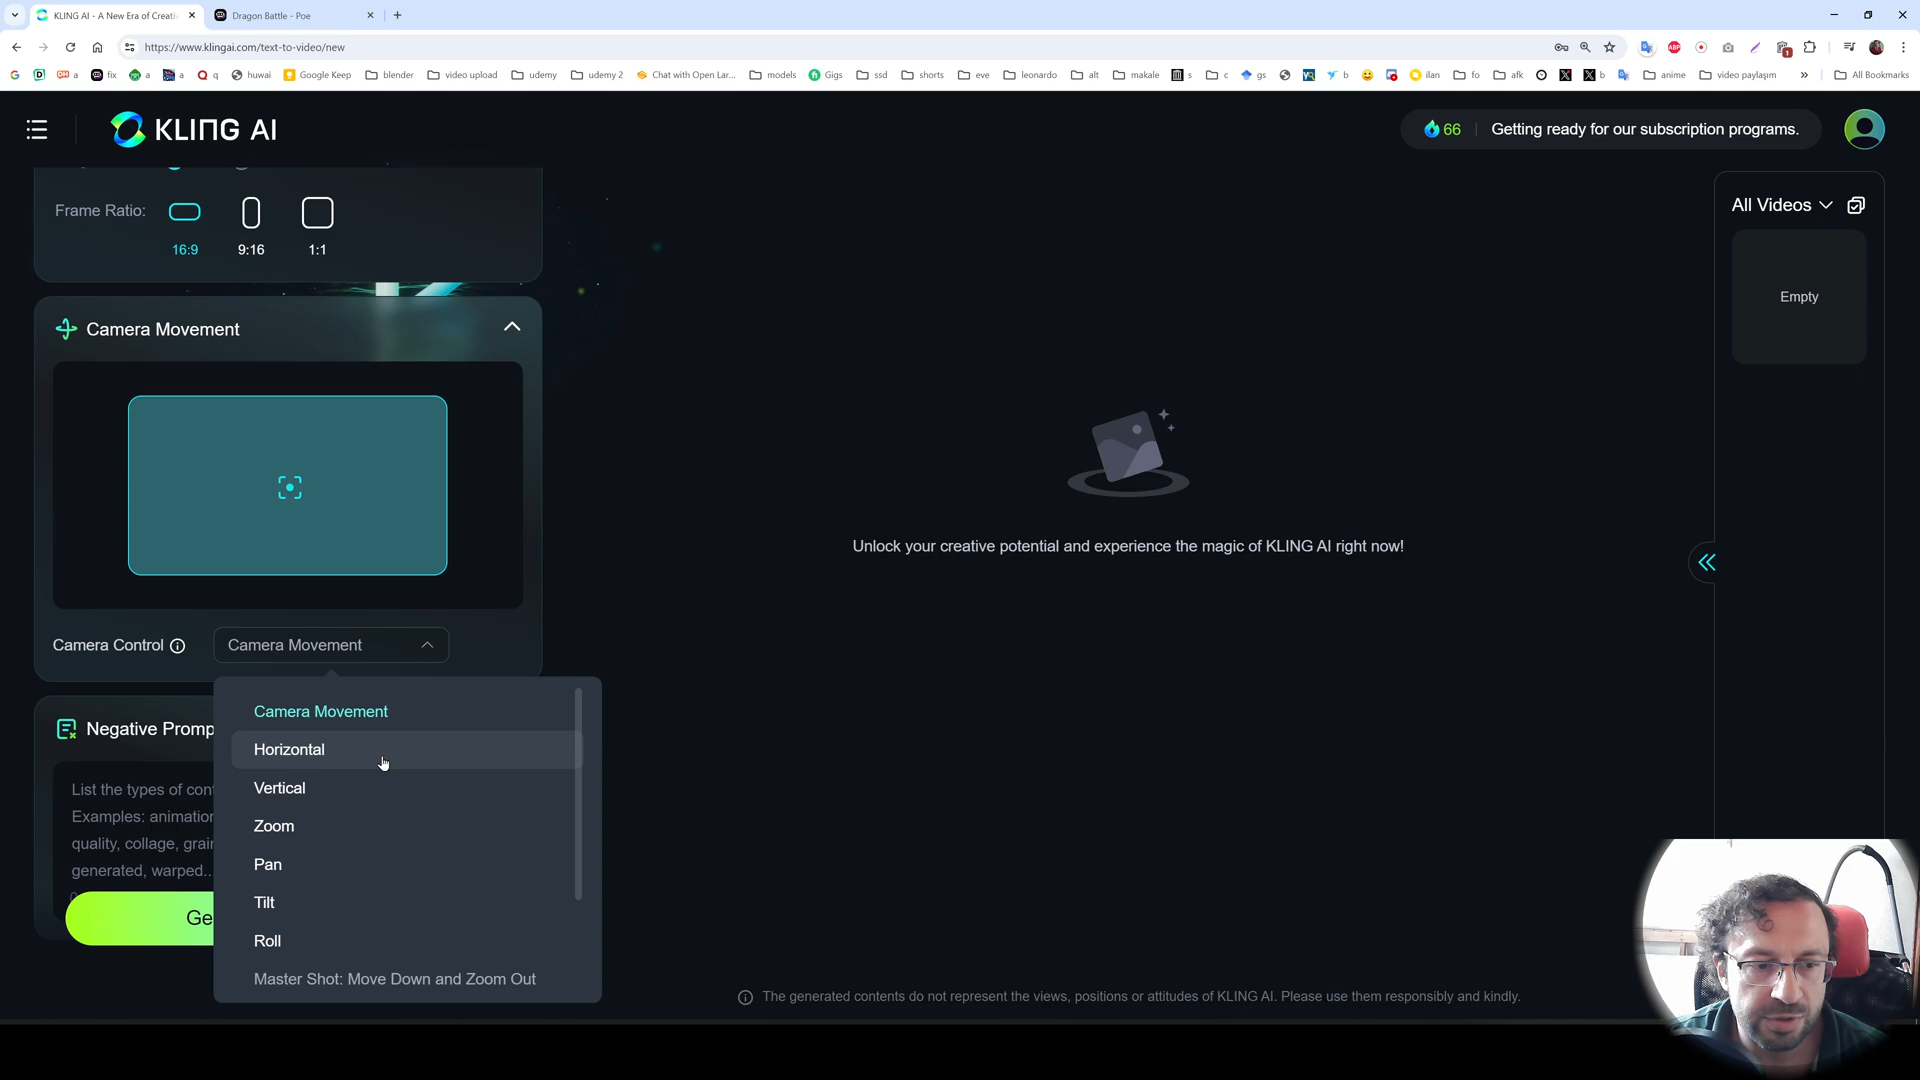 KLING AI - A New Era of Creati
Dragon Battle - Poe
https://www.klingai.com/text-to-video/new
a
fix
a
a
q
huwai
Google Keep
blender
video upload
udemy
udemy 2
Chat with Open Lar...
models
Gigs
ssd
shorts
eve
leonardo
alt
makale
s
c
gs
b
ilan
fo
afk
b
anime
video paylaşım
All Bookmarks
KLING AI
66
Getting ready for our subscription programs.
Frame Ratio:
16:9
9:16
1:1
All Videos
Empty
Camera Movement
Unlock your creative potential and experience the magic of KLING AI right now!
Camera Control
Camera Movement
Camera Movement
Horizontal
Vertical
Zoom
Pan
Tilt
Roll
Master Shot: Move Down and Zoom Out
Negative Promp
List the types of con
Examples: animation
quality, collage, grai
generated, warped...
Ge
The generated contents do not represent the views, positions or attitudes of KLING AI. Please use them responsibly and kindly.